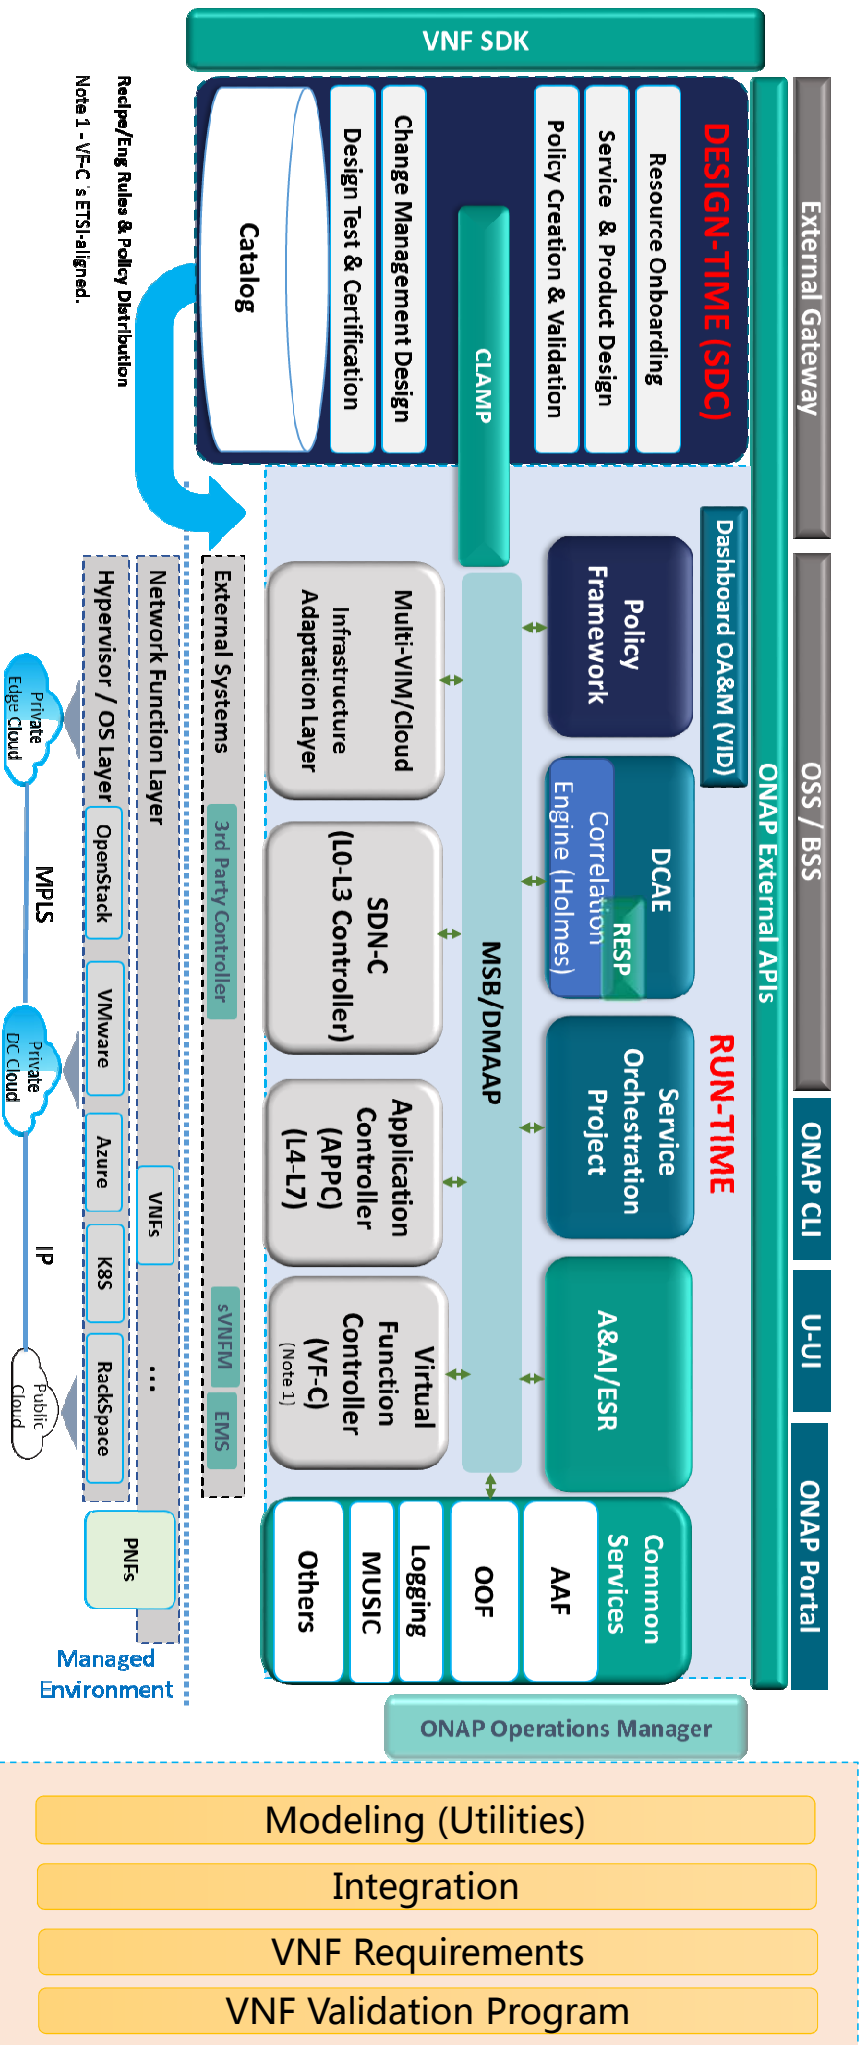 VNF SDK
External Gateway
OSS / BSS
ONAP CLI
U-UI
ONAP Portal
ONAP External APIs
DESIGN-TIME (SDC)
Resource Onboarding
Service & Product Design
Policy Creation & Validation
CLAMP
Change Management Design
Design Test & Certification
Catalog
Recipe/Eng Rules & Policy Distribution
Note 1 - VF-C 's ETSI-aligned.
Dashboard OA&M (VID)
RUN-TIME
Policy
Framework
DCAE
Correlation
Engine (Holmes)
RESP
Service
Orchestration
Project
A&AI/ESR
MSB/DMAAP
Multi-VIM/Cloud
Infrastructure
Adaptation Layer
SDN-C
(L0-L3 Controller)
Application
Controller
(APPC)
(L4-L7)
Virtual
Function
Controller
(VF-C)
(Note 1)
Common
Services
AAF
OOF
Logging
MUSIC
Others
External Systems
3rd Party Controller
sVNFM
EMS
Network Function Layer
VNFs
...
Hypervisor / OS Layer
OpenStack
VMware
Azure
K8S
RackSpace
PNFs
Private
Edge Cloud
MPLS
Private
DC Cloud
IP
Public
Cloud
Managed
Environment
ONAP Operations Manager
Modeling (Utilities)
Integration
VNF Requirements
VNF Validation Program